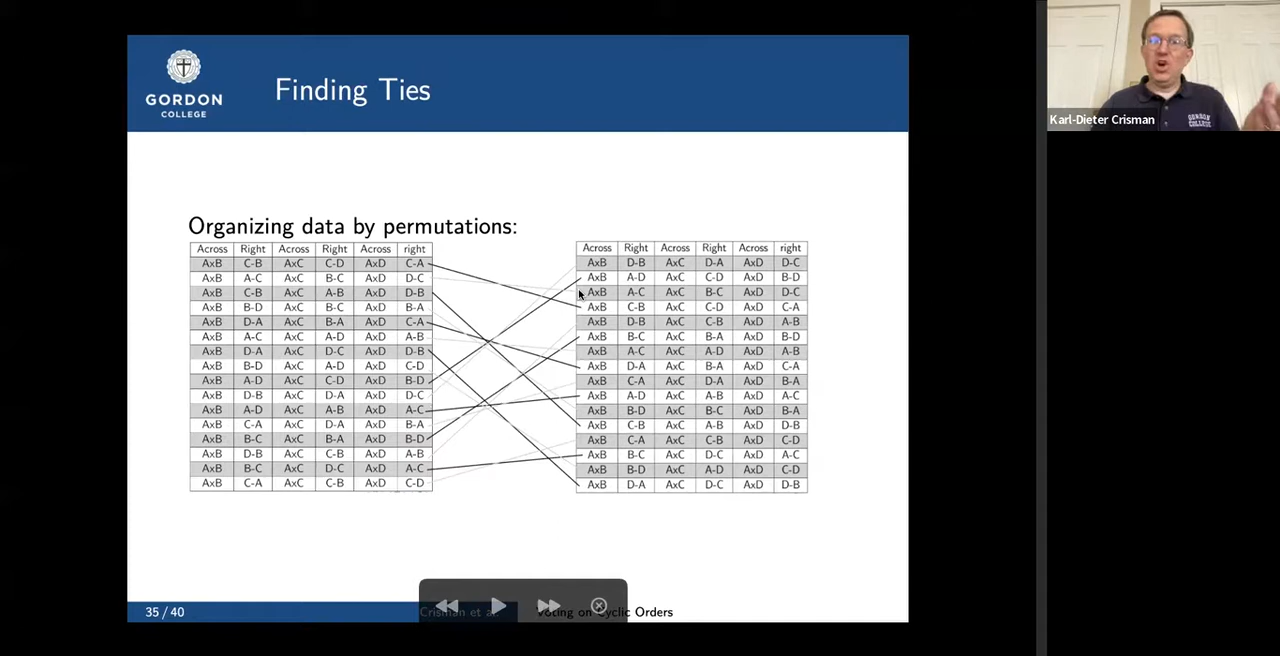 GORDON
COLLEGE
Finding Ties
Karl-Dieter Crisman
GORDON
COLLEGE
Organizing data by permutations:
Across Right Across Right Across right
AxB C-B AxC C-D AxD C-A
AxB A-C AxC B-C AxD D-C
AxB C-B AxC A-B AxD D-B
AxB B-D AxC B-C AxD B-A
AxB D-A AxC B-A AxD C-A
AxB A-C AxC A-D AxD A-B
AxB D-A AxC D-C AxD D-B
AxB B-D AxC A-D AxD C-D
AxB A-D AxC C-D AxD B-D
AxB D-B AxC D-A AxD D-C
AxB A-D AxC A-B AxD A-C
AxB C-A AxC D-A AxD B-A
AxB B-C AxC B-A AxD B-D
AxB D-B AxC C-B AxD A-B
AxB B-C AxC D-C AxD A-C
AxB C-A AxC C-B AxD C-D
Across Right Across Right Across right
AxB D-B AxC D-A AxD D-C
AxB A-D AxC C-D AxD B-D
AxB A-C AxC B-C AxD D-C
AxB C-B AxC C-D AxD C-A
AxB D-B AxC C-B AxD A-B
AxB B-C AxC B-A AxD B-D
AxB A-C AxC A-D AxD A-B
AxB D-A AxC B-A AxD C-A
AxB C-A AxC D-A AxD B-A
AxB A-D AxC A-B AxD A-C
AxB B-D AxC B-C AxD B-A
AxB C-B AxC A-B AxD D-B
AxB C-A AxC C-B AxD C-D
AxB B-C AxC D-C AxD A-C
AxB B-D AxC A-D AxD C-D
AxB D-A AxC D-C AxD D-B
35 / 40 Crisman et al. Voting on Cyclic Orders